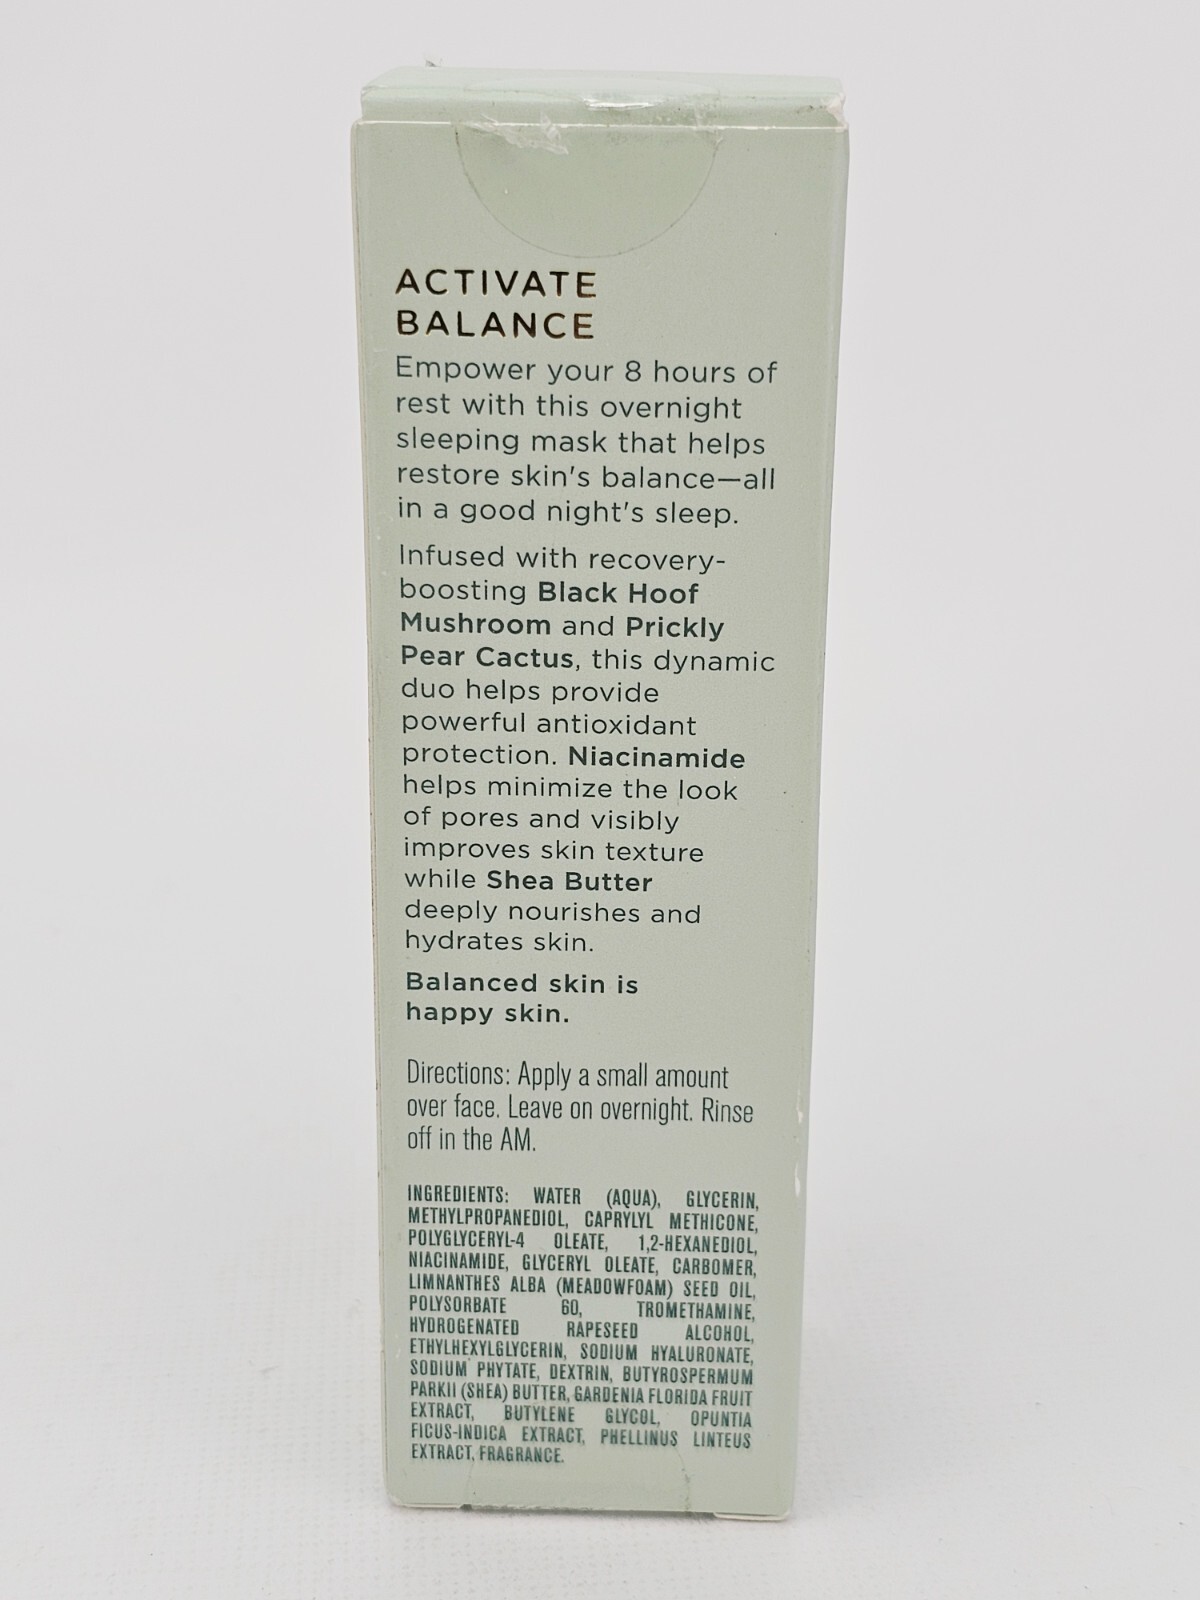 ACTIVATE
BALANCE
Empower your 8 hours of
rest with this overnight
sleeping mask that helps
restore skin's balance—all
in a good night's sleep.
Infused with recovery-
boosting Black Hoof
Mushroom and Prickly
Pear Cactus, this dynamic
duo helps provide
powerful antioxidant
protection. Niacinamide
helps minimize the look
of pores and visibly
improves skin texture
while Shea Butter
deeply nourishes and
hydrates skin.
Balanced skin is
happy skin.
Directions: Apply a small amount
over face. Leave on overnight. Rinse
off in the AM.
INGREDIENTS: WATER (AQUA), GLYCERIN,
METHYLPROPANEDIOL, CAPRYLYL METHICONE,
POLYGLYCERYL-4 OLEATE, 1,2-HEXANEDIOL,
NIACINAMIDE, GLYCERYL OLEATE, CARBOMER,
LIMNANTHES ALBA (MEADOWFOAM) SEED OIL,
POLYSORBATE 60, TROMETHAMINE,
HYDROGENATED RAPESEED ALCOHOL,
ETHYLHEXYLGLYCERIN, SODIUM HYALURONATE,
SODIUM PHYTATE, DEXTRIN, BUTYROSPERMUM
PARKII (SHEA) BUTTER, GARDENIA FLORIDA FRUIT
EXTRACT, BUTYLENE GLYCOL, OPUNTIA
FICUS-INDICA EXTRACT, PHELLINUS LINTEUS
EXTRACT, FRAGRANCE.